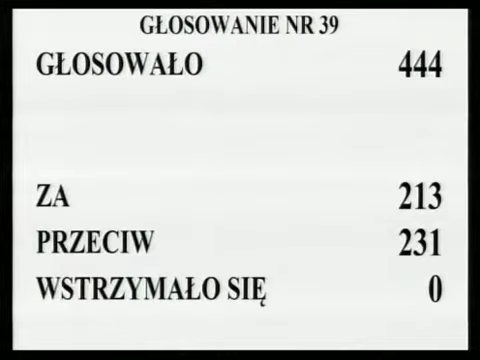 GŁOSOWANIE NR 39
GŁOSOWAŁO 444
ZA 213
PRZECIW 231
WSTRZYMAŁO SIĘ 0